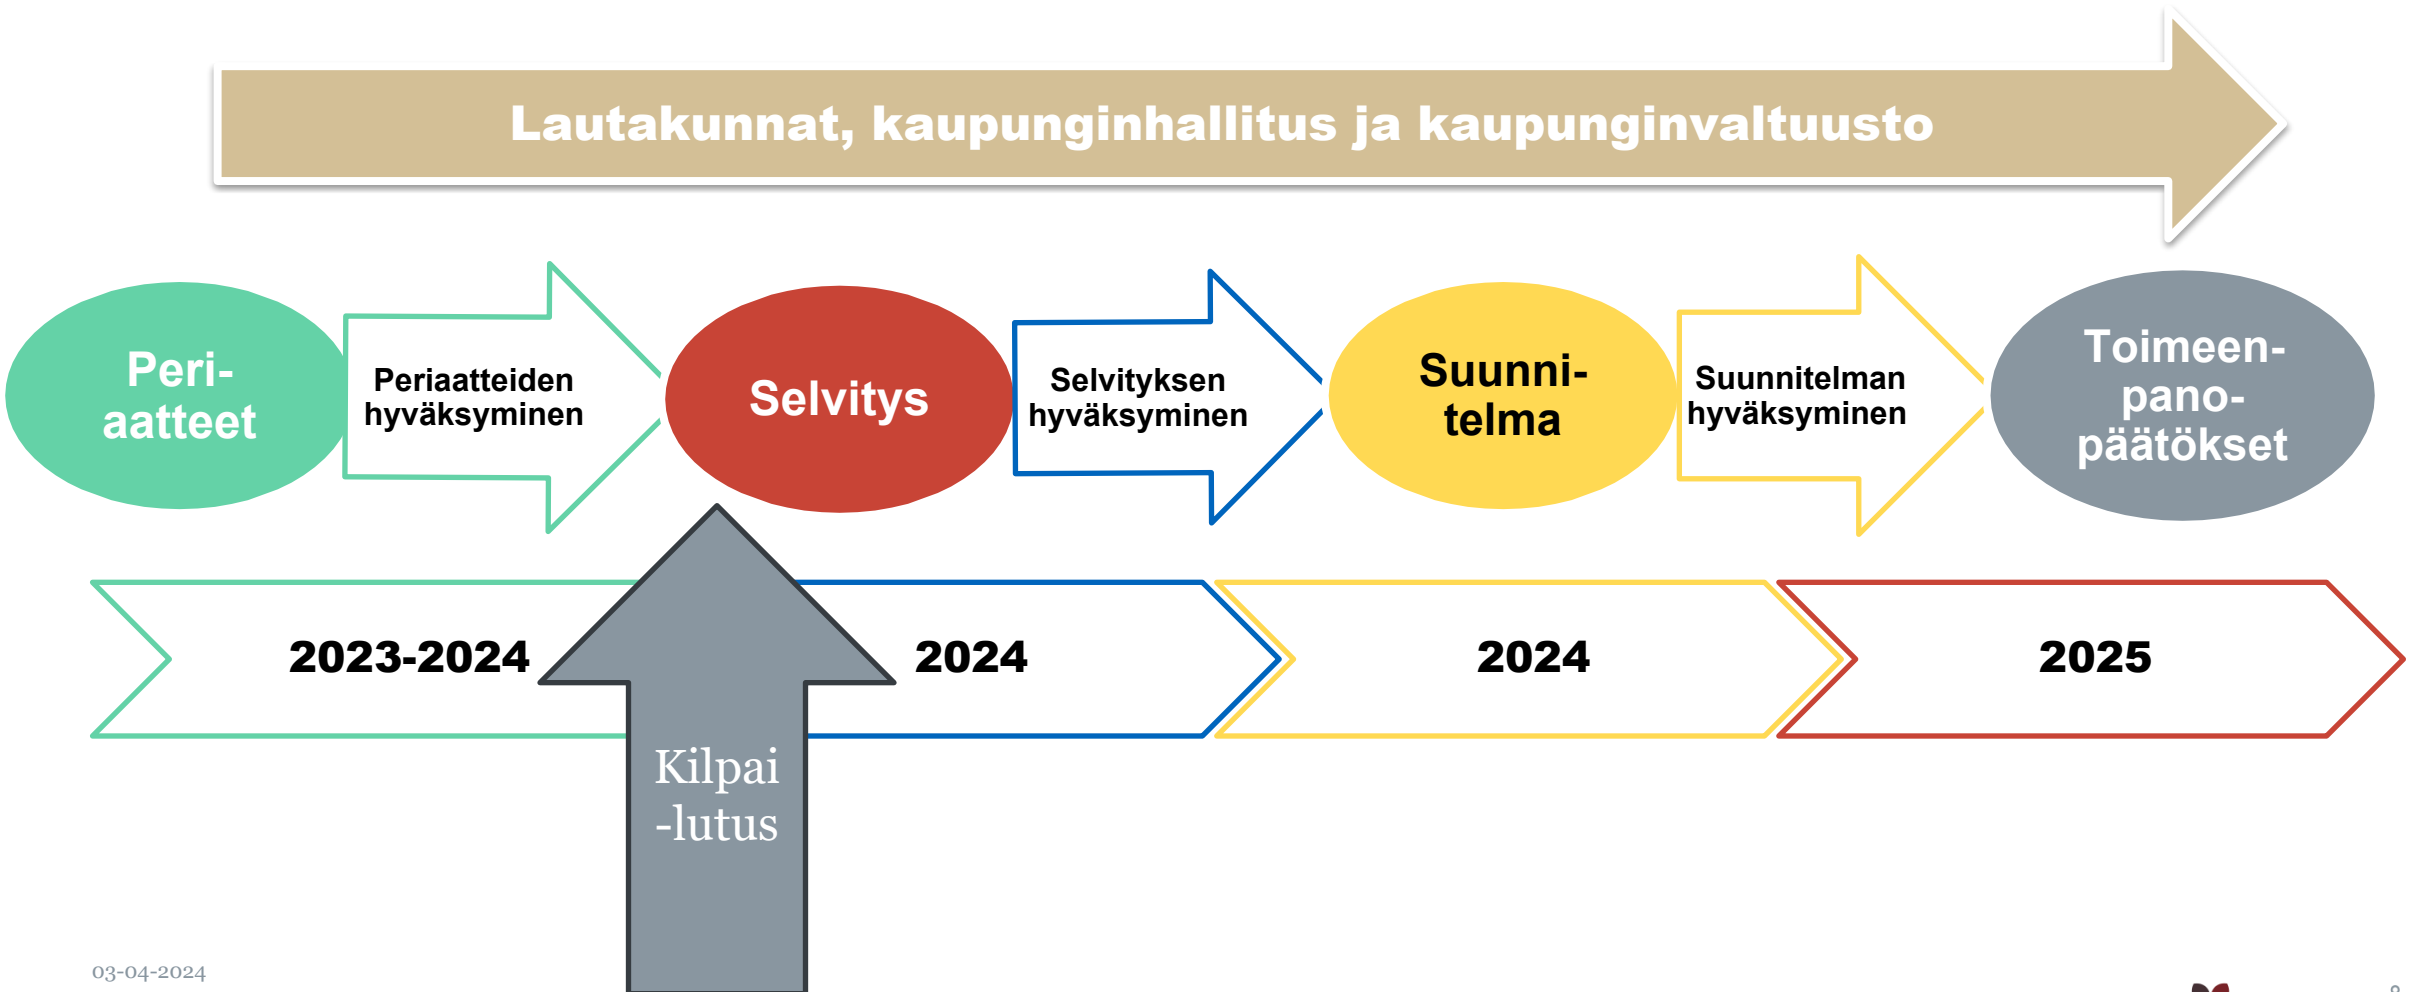 Lautakunnat, kaupunginhallitus ja kaupunginvaltuusto
Peri-
aatteet
Periaatteiden
hyväksyminen
Selvitys
Selvityksen
hyväksyminen
Suunni-
telma
Suunnitelman
hyväksyminen
Toimeen-
pano-
päätökset
2023-2024
2024
2024
2025
Kilpai
-lutus
03-04-2024